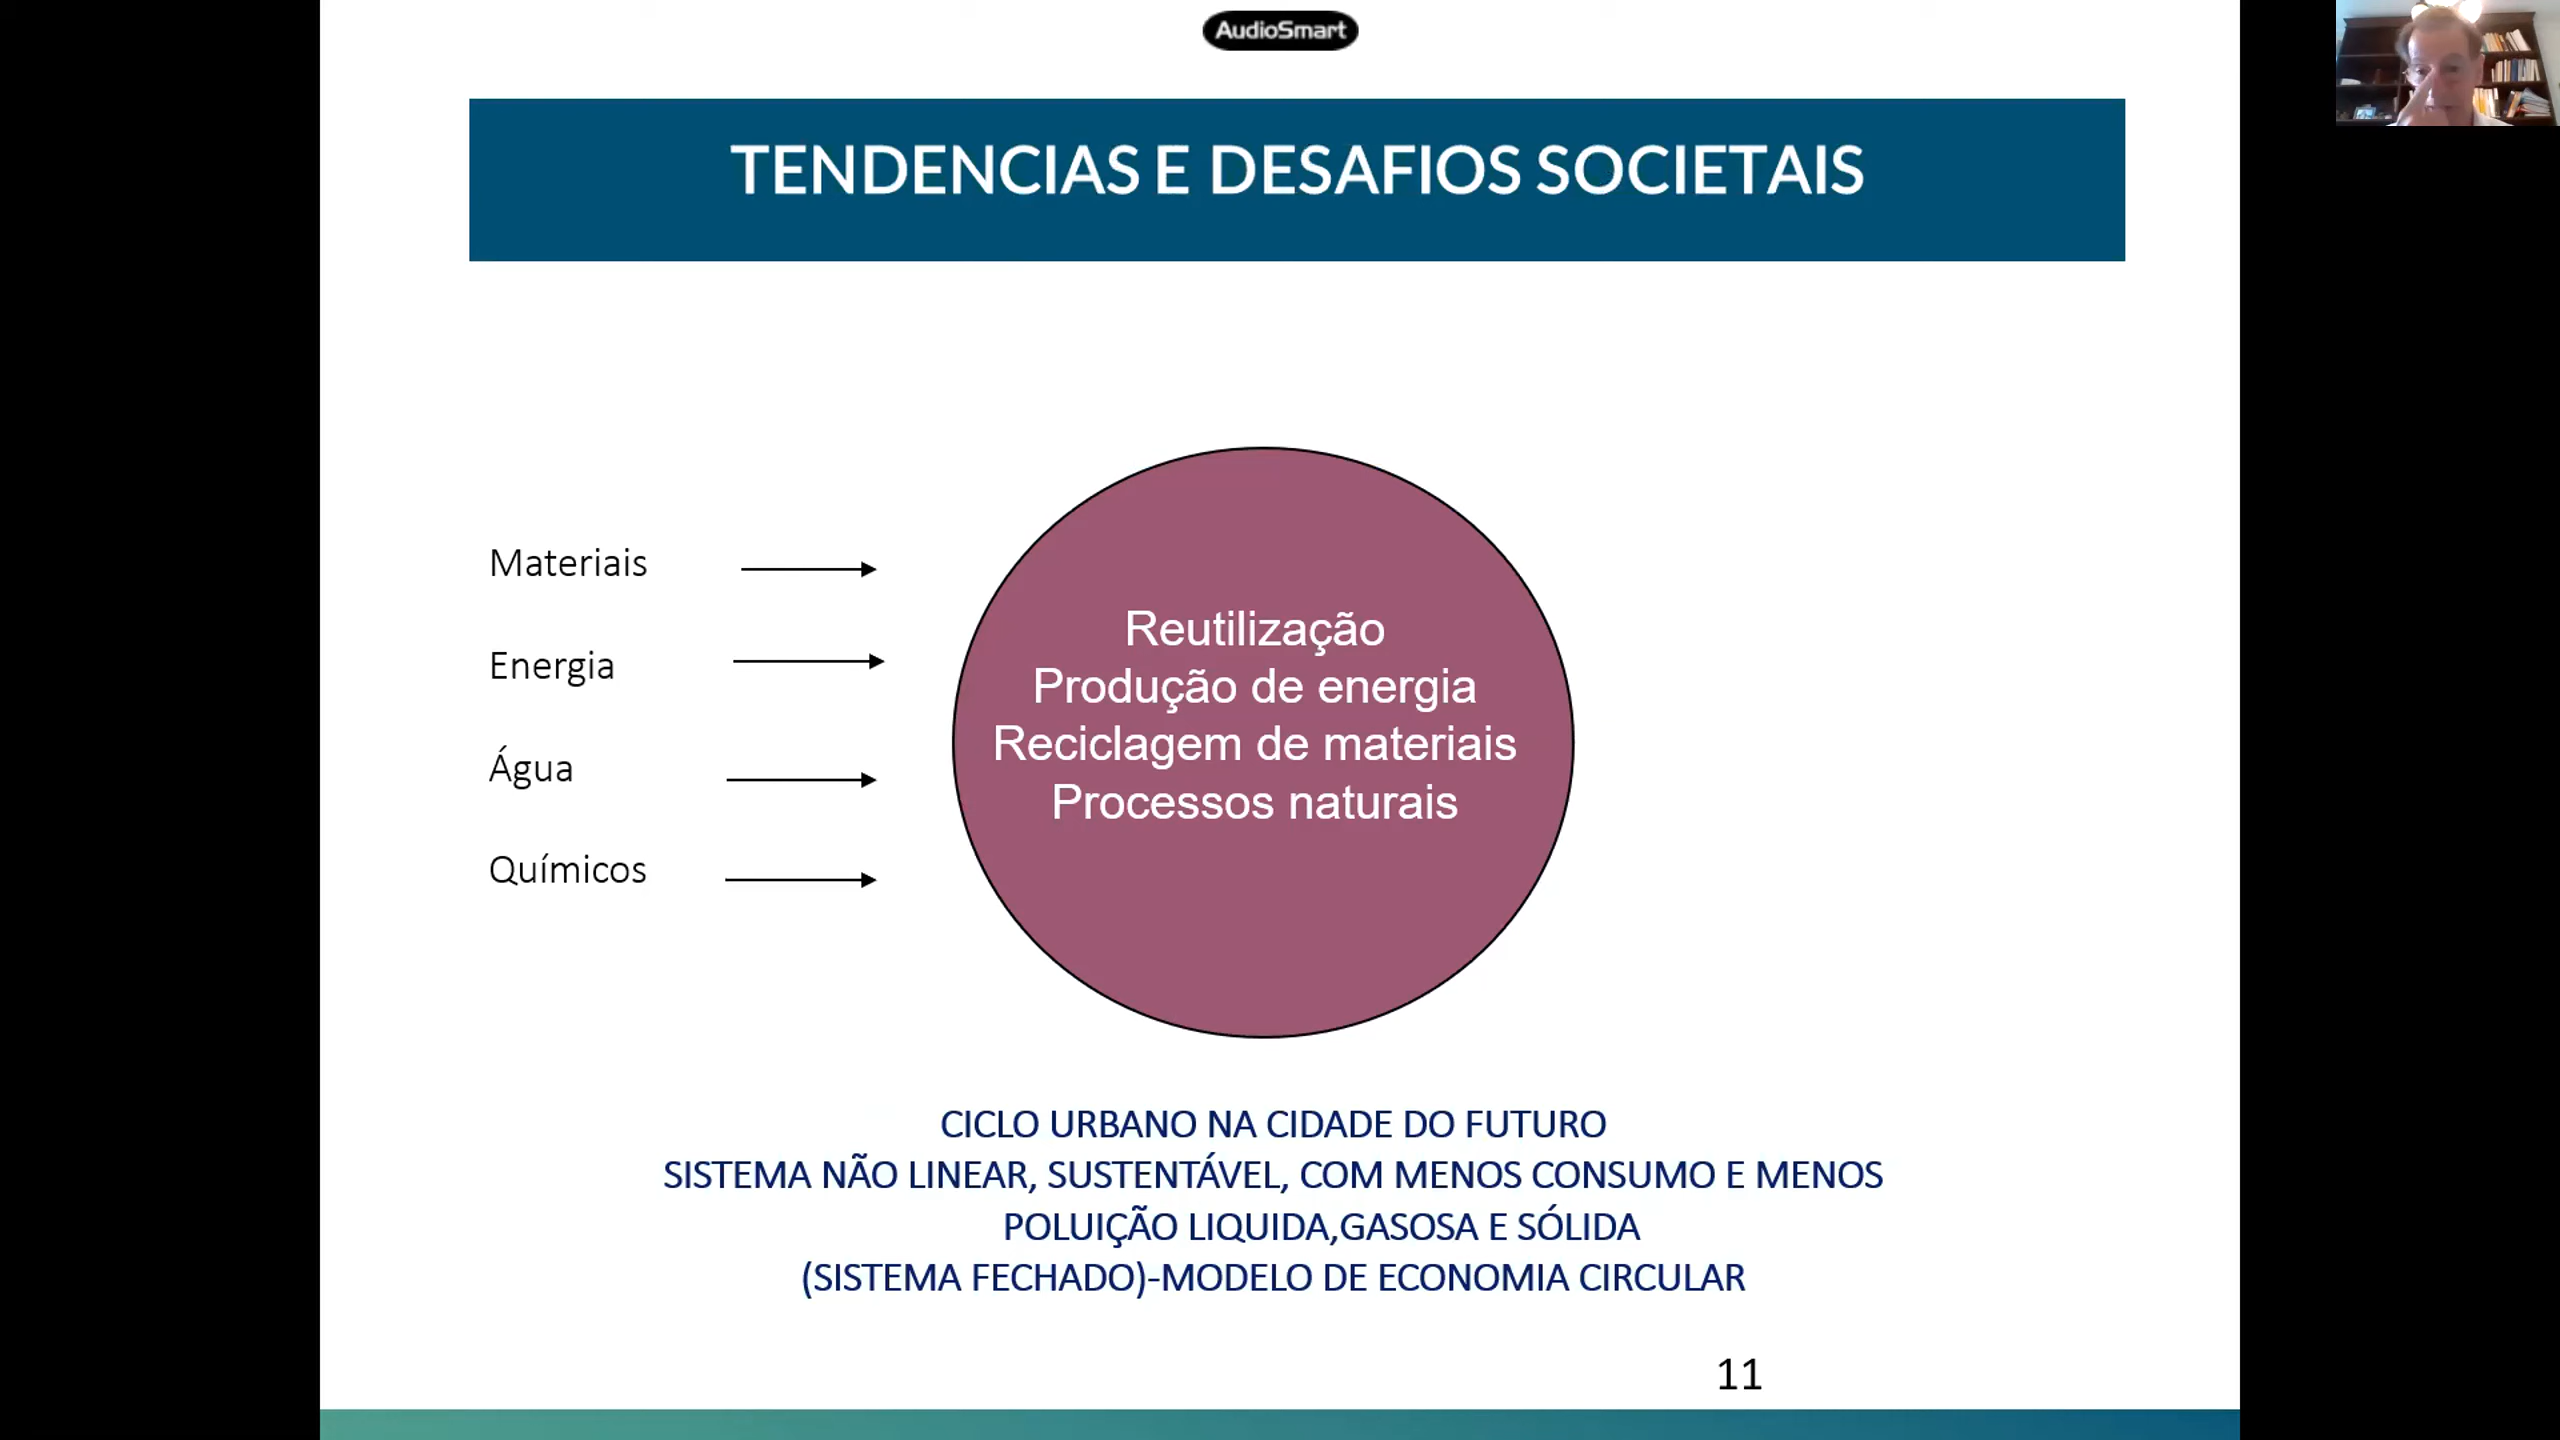 AudioSmart
TENDENCIAS E DESAFIOS SOCIETAIS
Materiais
Energia
Água
Químicos
Reutilização
Produção de energia
Reciclagem de materiais
Processos naturais
CICLO URBANO NA CIDADE DO FUTURO
SISTEMA NÃO LINEAR, SUSTENTÁVEL, COM MENOS CONSUMO E MENOS
POLUIÇÃO LIQUIDA,GASOSA E SÓLIDA
(SISTEMA FECHADO)-MODELO DE ECONOMIA CIRCULAR
11